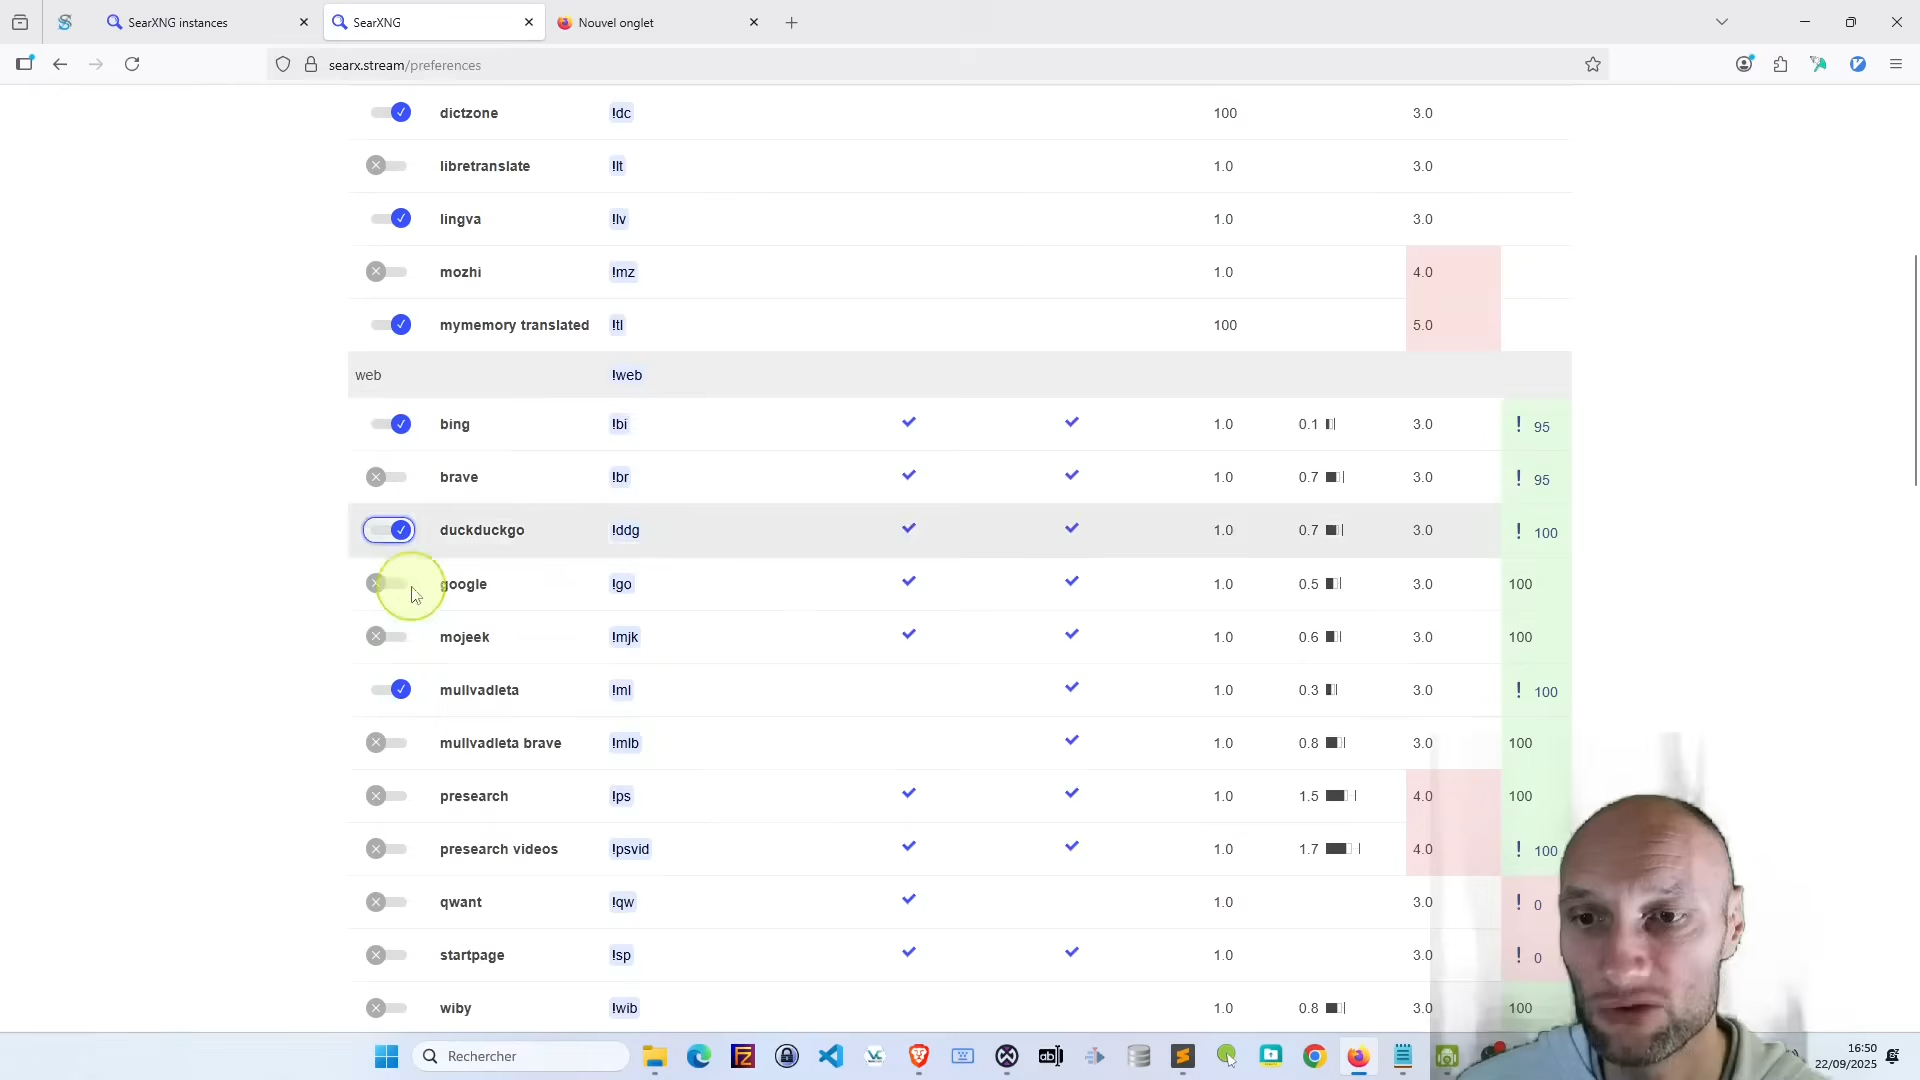 SearXNG instances
SearXNG
Nouvel onglet
searx.stream/preferences
dictzone !dc 100 3.0
libretranslate !lt 1.0 3.0
lingva !lv 1.0 3.0
mozhi !mz 1.0 4.0
mymemory translated !tl 100 5.0
web !web
bing !bi 1.0 0.1 3.0 ! 95
brave !br 1.0 0.7 3.0 ! 95
duckduckgo !ddg 1.0 0.7 3.0 ! 100
google !go 1.0 0.5 3.0 100
mojeek !mjk 1.0 0.6 3.0 100
mullvadleta !ml 1.0 0.3 3.0 ! 100
mullvadleta brave !mlb 1.0 0.8 3.0 100
presearch !ps 1.0 1.5 4.0 100
presearch videos !psvid 1.0 1.7 4.0 ! 100
qwant !qw 1.0 3.0 ! 0
startpage !sp 1.0 3.0 ! 0
wiby !wib 1.0 0.8 3.0 100
Rechercher
16:50
22/09/2025